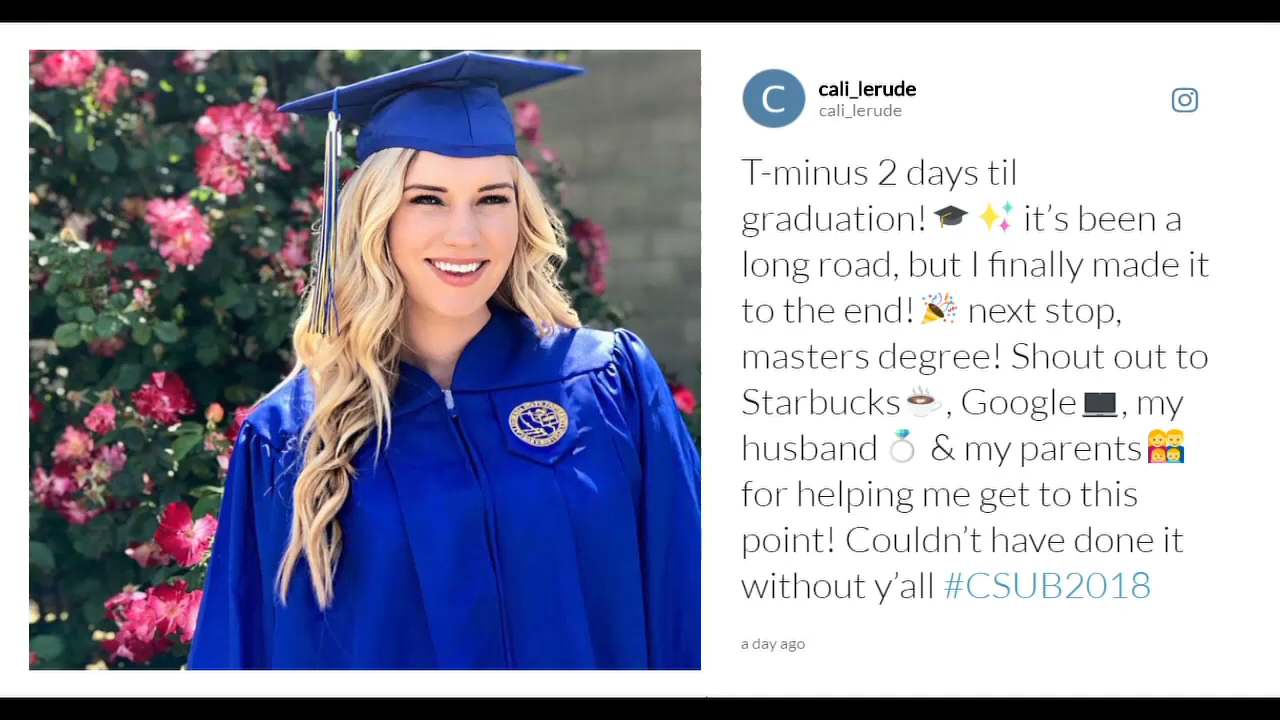 C
cali_lerude
cali_lerude
T-minus 2 days til
graduation!🎓✨ it’s been a
long road, but I finally made it
to the end!🎉 next stop,
masters degree! Shout out to
Starbucks☕, Google💻, my
husband 💍 & my parents👨‍👩‍👧‍👦
for helping me get to this
point! Couldn’t have done it
without y’all #CSUB2018
a day ago